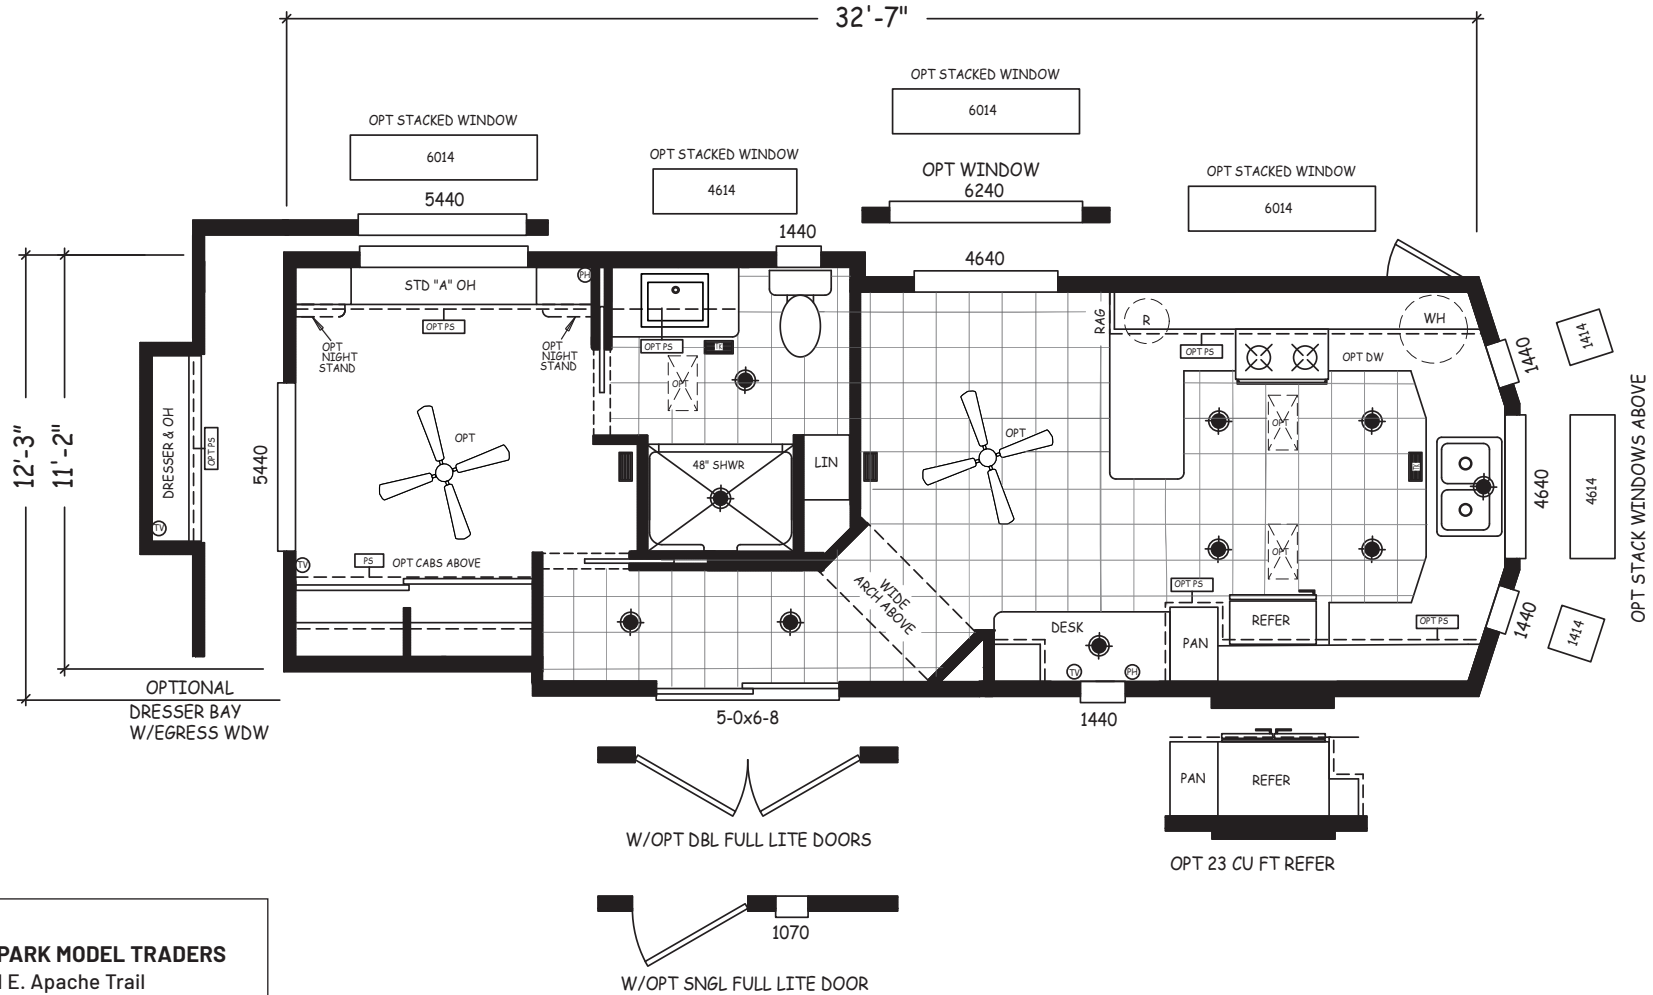 32'-7"
OPT STACKED WINDOW
6014
OPT STACKED WINDOW
6014
5440
OPT STACKED WINDOW
4614
1440
OPT WINDOW
6240
4640
OPT STACKED WINDOW
6014
12'-3"
11'-2"
STD "A" OH
PH
OPT PS
OPT
NIGHT
STAND
OPT
NIGHT
STAND
OPT PS
OPT
OPT
DRESSER & OH
OPT PS
TV
5440
TV
PS
OPT CABS ABOVE
48" SHWR
LIN
OPT
RAG
R
OPT PS
OPT DW
WH
OPT
OPT
1440
1414
4640
4614
OPT STACK WINDOWS ABOVE
1440
1414
WIDE
ARCH ABOVE
DESK
TV
PH
OPT PS
PAN
REFER
OPT PS
OPTIONAL
DRESSER BAY
W/EGRESS WDW
5-0x6-8
1440
W/OPT DBL FULL LITE DOORS
PAN
REFER
OPT 23 CU FT REFER
1070
W/OPT SNGL FULL LITE DOOR
PARK MODEL TRADERS
E. Apache Trail